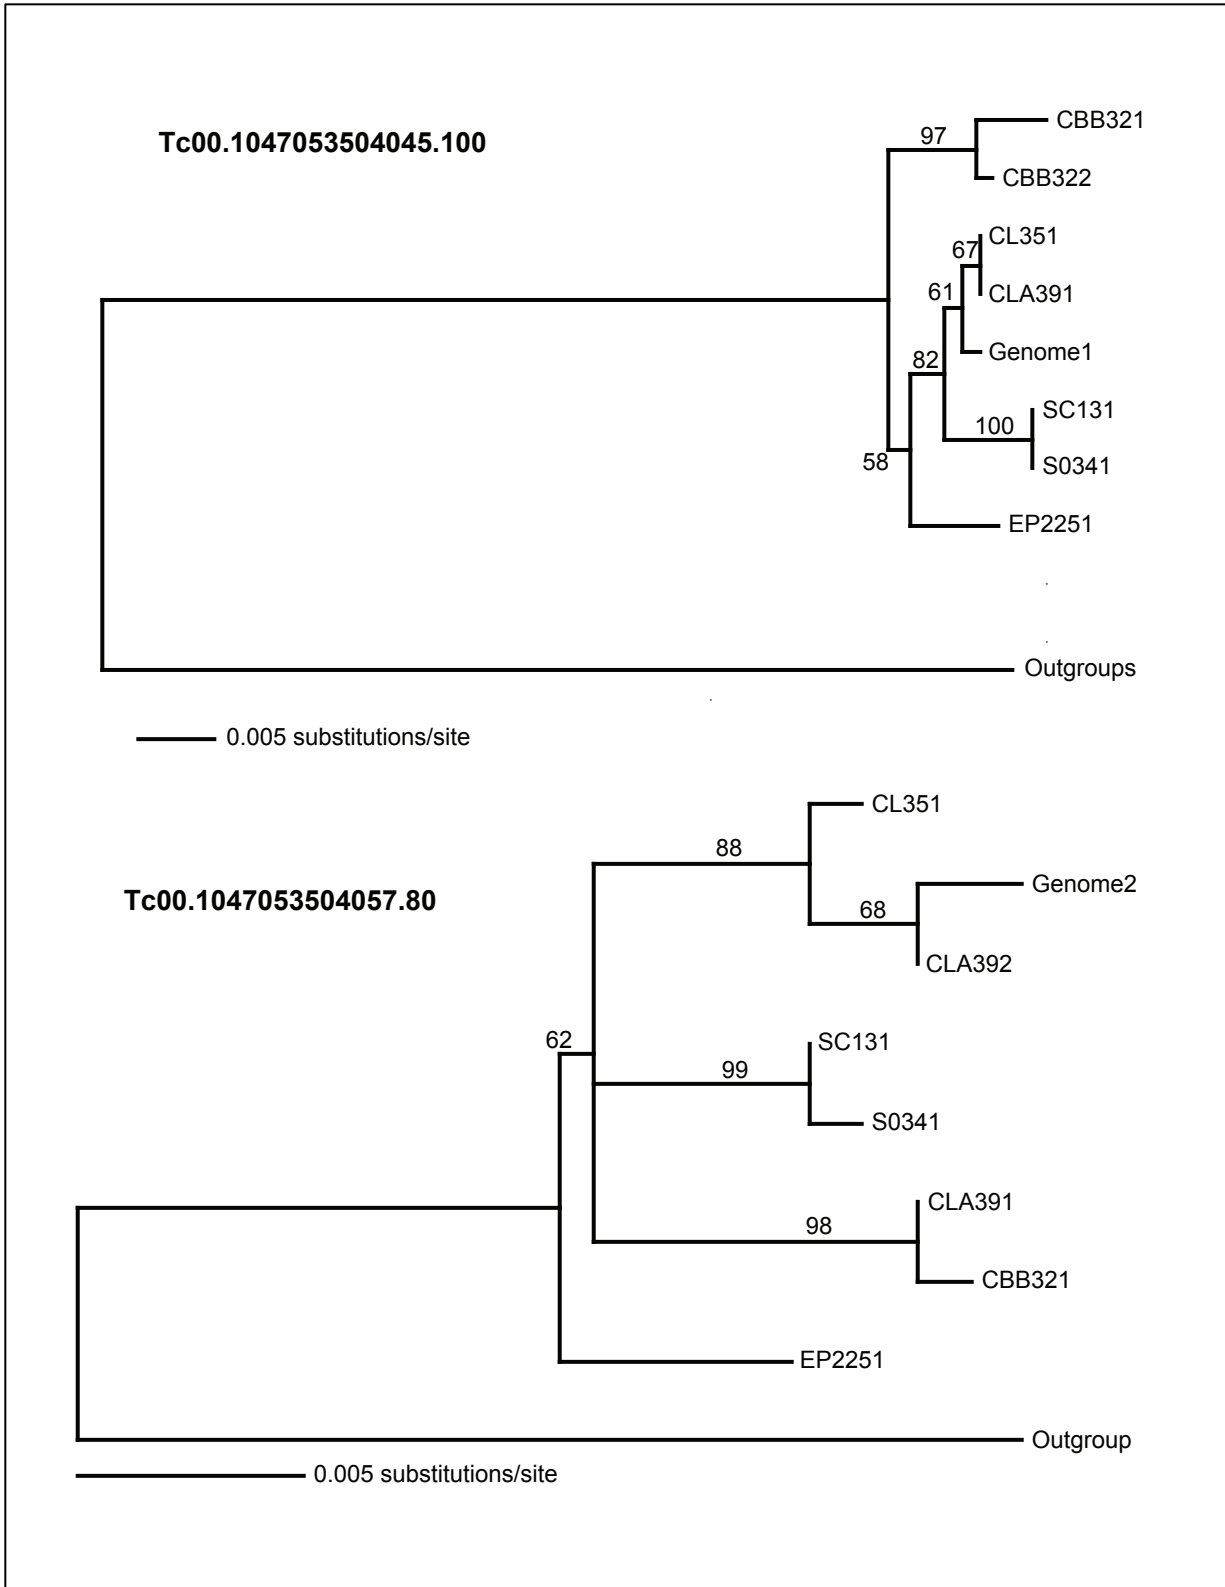 Tc00.1047053504045.100
CBB321
97
CBB322
CL351
67
CLA391
61
Genome1
82
SC131
100
S0341
58
EP2251
Outgroups
0.005 substitutions/site
CL351
88
Genome2
Tc00.1047053504057.80
68
CLA392
62
SC131
99
S0341
CLA391
98
CBB321
EP2251
Outgroup
0.005 substitutions/site